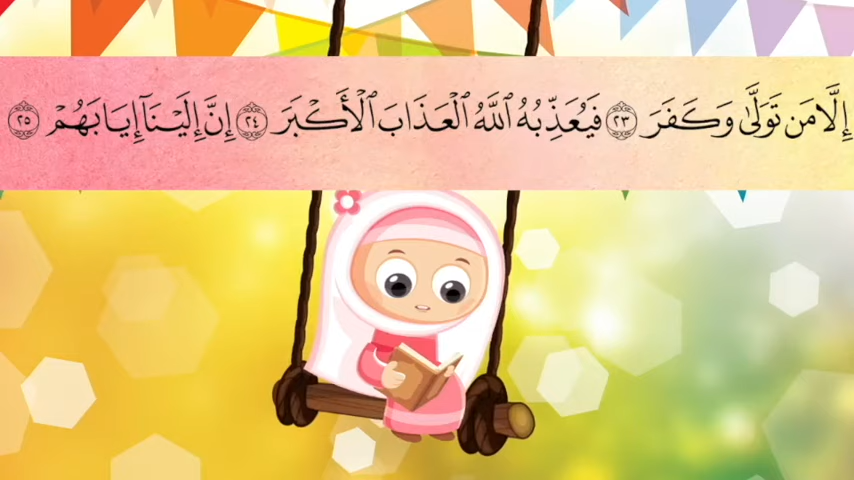 إِلَّا مَن تَوَلَّىٰ وَكَفَرَ ٢٣ فَيُعَذِّبُهُ ٱللَّهُ ٱلْعَذَابَ ٱلْأَكْبَرَ ٢٤ إِنَّ إِلَيْنَآ إِيَابَهُمْ ٢٥